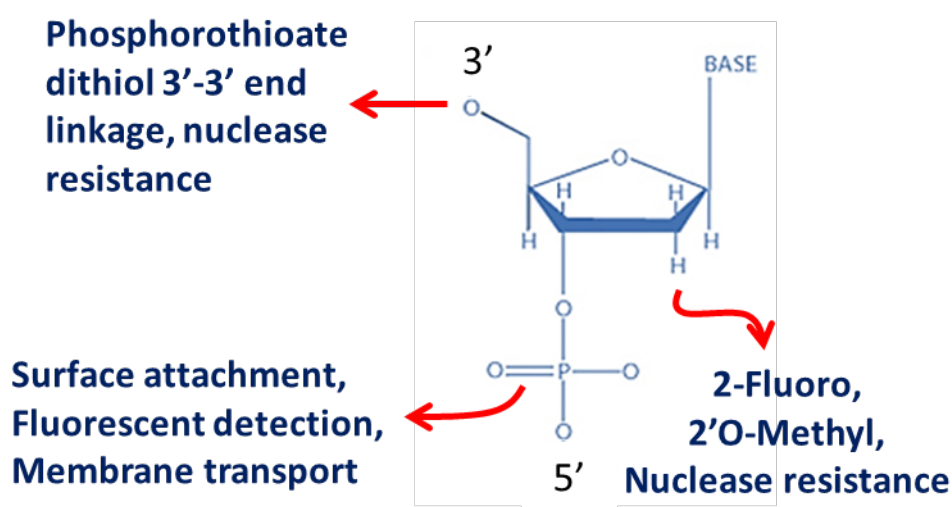 Phosphorothioate
dithiol 3’-3’ end
linkage, nuclease
resistance
3’
BASE
O
O
H
H
H
H
H
O
O
P
O
O
5’
Surface attachment,
Fluorescent detection,
Membrane transport
2-Fluoro,
2’O-Methyl,
Nuclease resistance